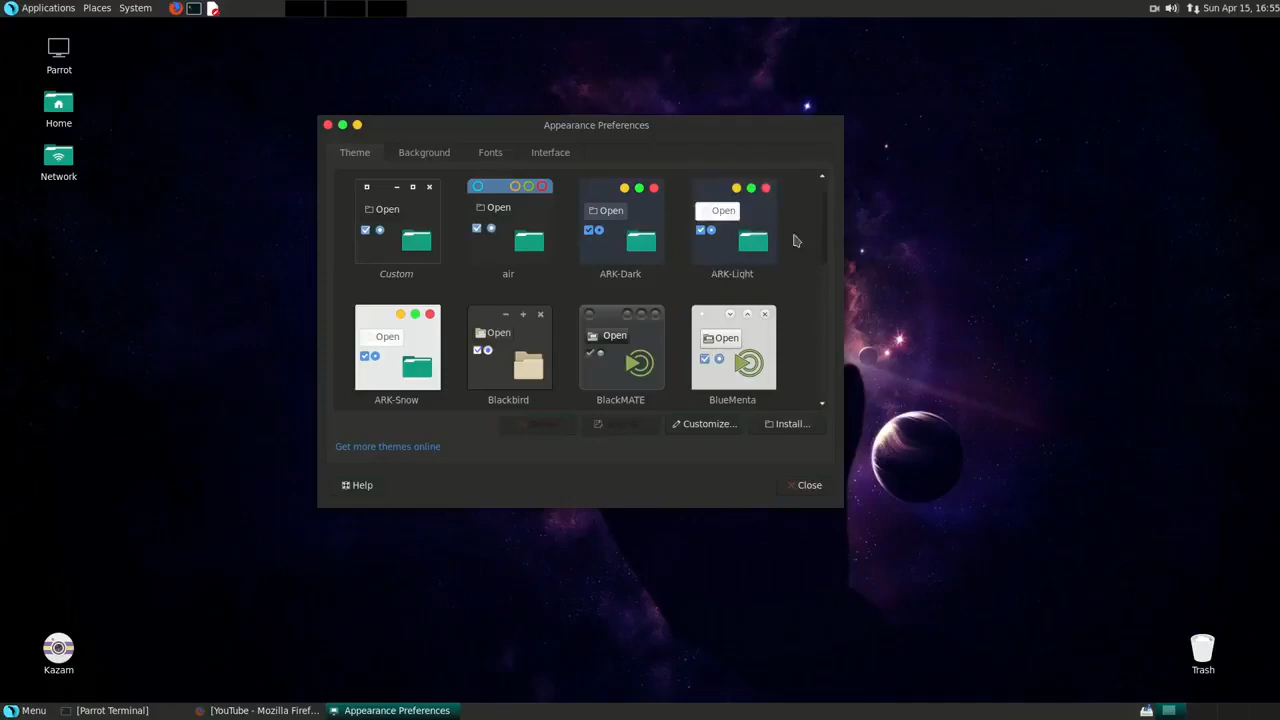 Applications Places System
Sun Apr 15, 16:55
Parrot
Home
Network
Kazam
Trash
Appearance Preferences
Theme Background Fonts Interface
Open Open Open Open
Custom air ARK-Dark ARK-Light
Open Open Open Open
ARK-Snow Blackbird BlackMATE BlueMenta
Customize... Install...
Get more themes online
Help Close
Menu [Parrot Terminal] [YouTube - Mozilla Firef... Appearance Preferences